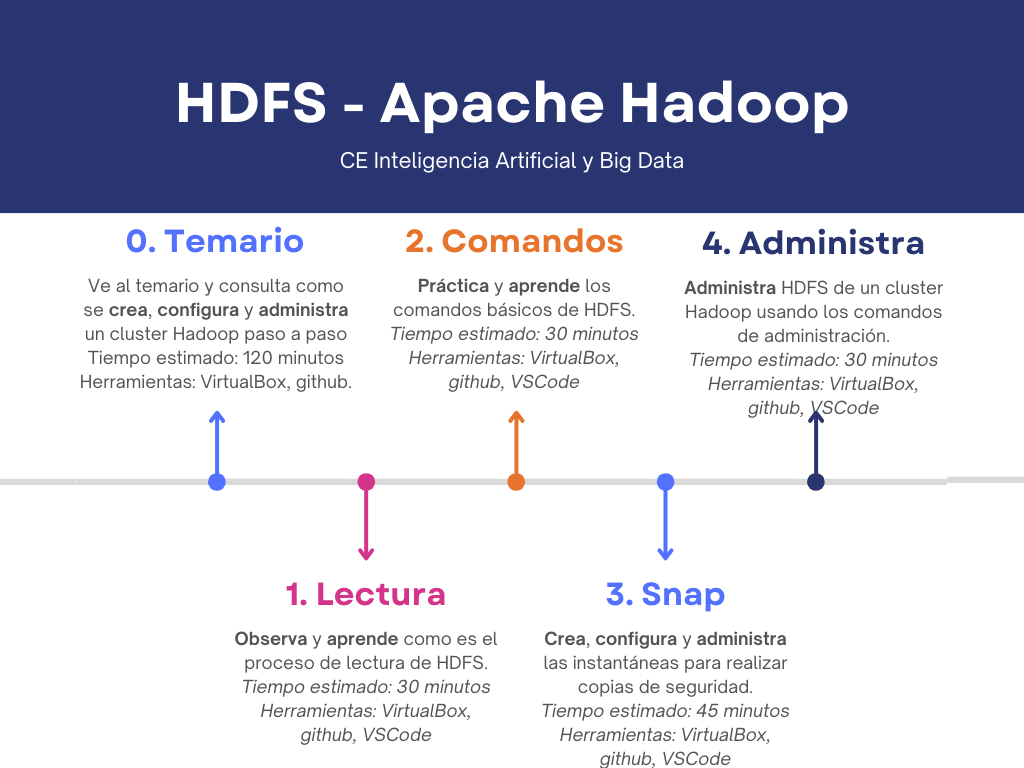 HDFS - Apache Hadoop
CE Inteligencia Artificial y Big Data
0. Temario
Ve al temario y consulta como
se crea, configura y administra
un cluster Hadoop paso a paso
Tiempo estimado: 120 minutos
Herramientas: VirtualBox, github.
2. Comandos
Práctica y aprende los
comandos básicos de HDFS.
Tiempo estimado: 30 minutos
Herramientas: VirtualBox,
github, VSCode
4. Administra
Administra HDFS de un cluster
Hadoop usando los comandos
de administración.
Tiempo estimado: 30 minutos
Herramientas: VirtualBox,
github, VSCode
1. Lectura
Observa y aprende como es el
proceso de lectura de HDFS.
Tiempo estimado: 30 minutos
Herramientas: VirtualBox,
github, VSCode
3. Snap
Crea, configura y administra
las instantáneas para realizar
copias de seguridad.
Tiempo estimado: 45 minutos
Herramientas: VirtualBox,
github, VSCode